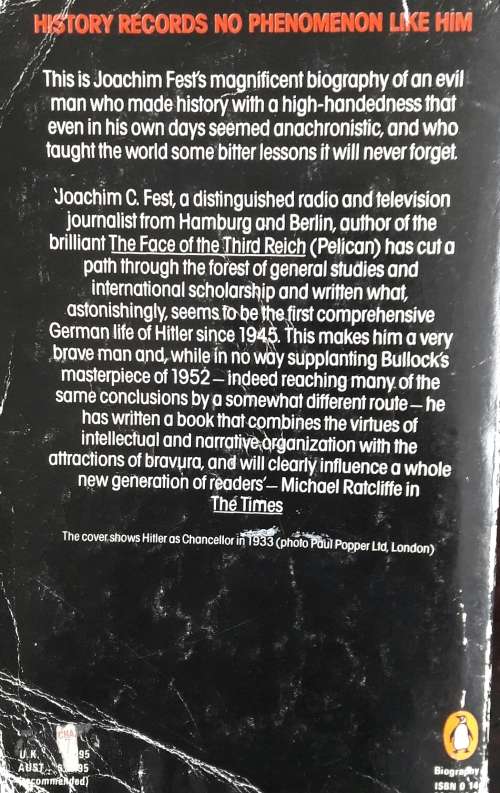 HISTORY RECORDS NO PHENOMENON LIKE HIM
This is Joachim Fest's magnificent biography of an evil
man who made history with a high-handedness that
even in his own days seemed anachronistic, and who
taught the world some bitter lessons it will never forget.
'Joachim C. Fest, a distinguished radio and television
journalist from Hamburg and Berlin, author of the
brilliant The Face of the Third Reich (Pelican) has cut a
path through the forest of general studies and
international scholarship and written what,
astonishingly, seems to be the first comprehensive
German life of Hitler since 1945. This makes him a very
brave man and, while in no way supplanting Bullock's
masterpiece of 1952 – indeed reaching many of the
same conclusions by a somewhat different route – he
has written a book that combines the virtues of
intellectual and narrative organization with the
attractions of bravura, and will clearly influence a whole
new generation of readers' – Michael Ratcliffe in
The Times
The cover shows Hitler as Chancellor in 1933 (photo Paul Popper Ltd, London)
U.K.
AUST.
(recommended)
Biography
ISBN 0 14